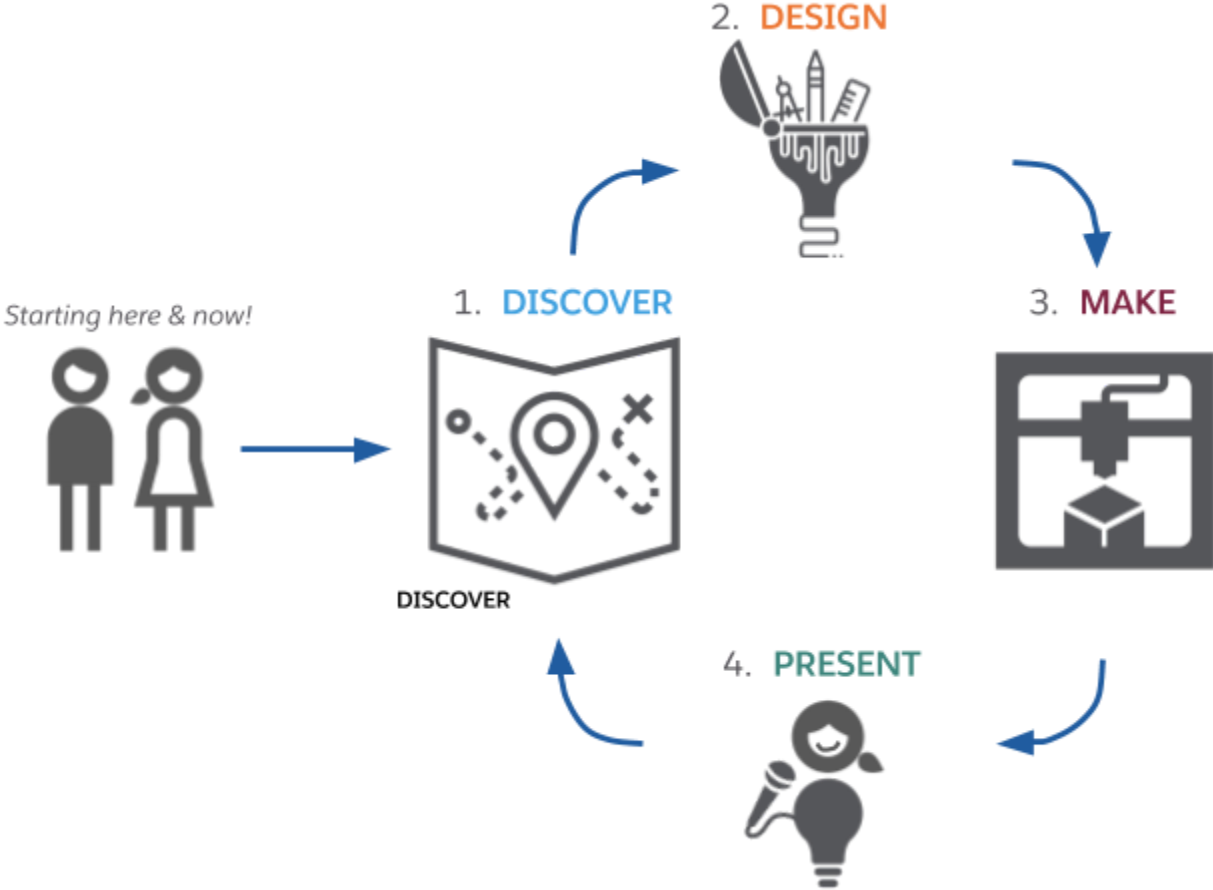 2. DESIGN
Starting here & now!
1. DISCOVER
3. MAKE
DISCOVER
4. PRESENT